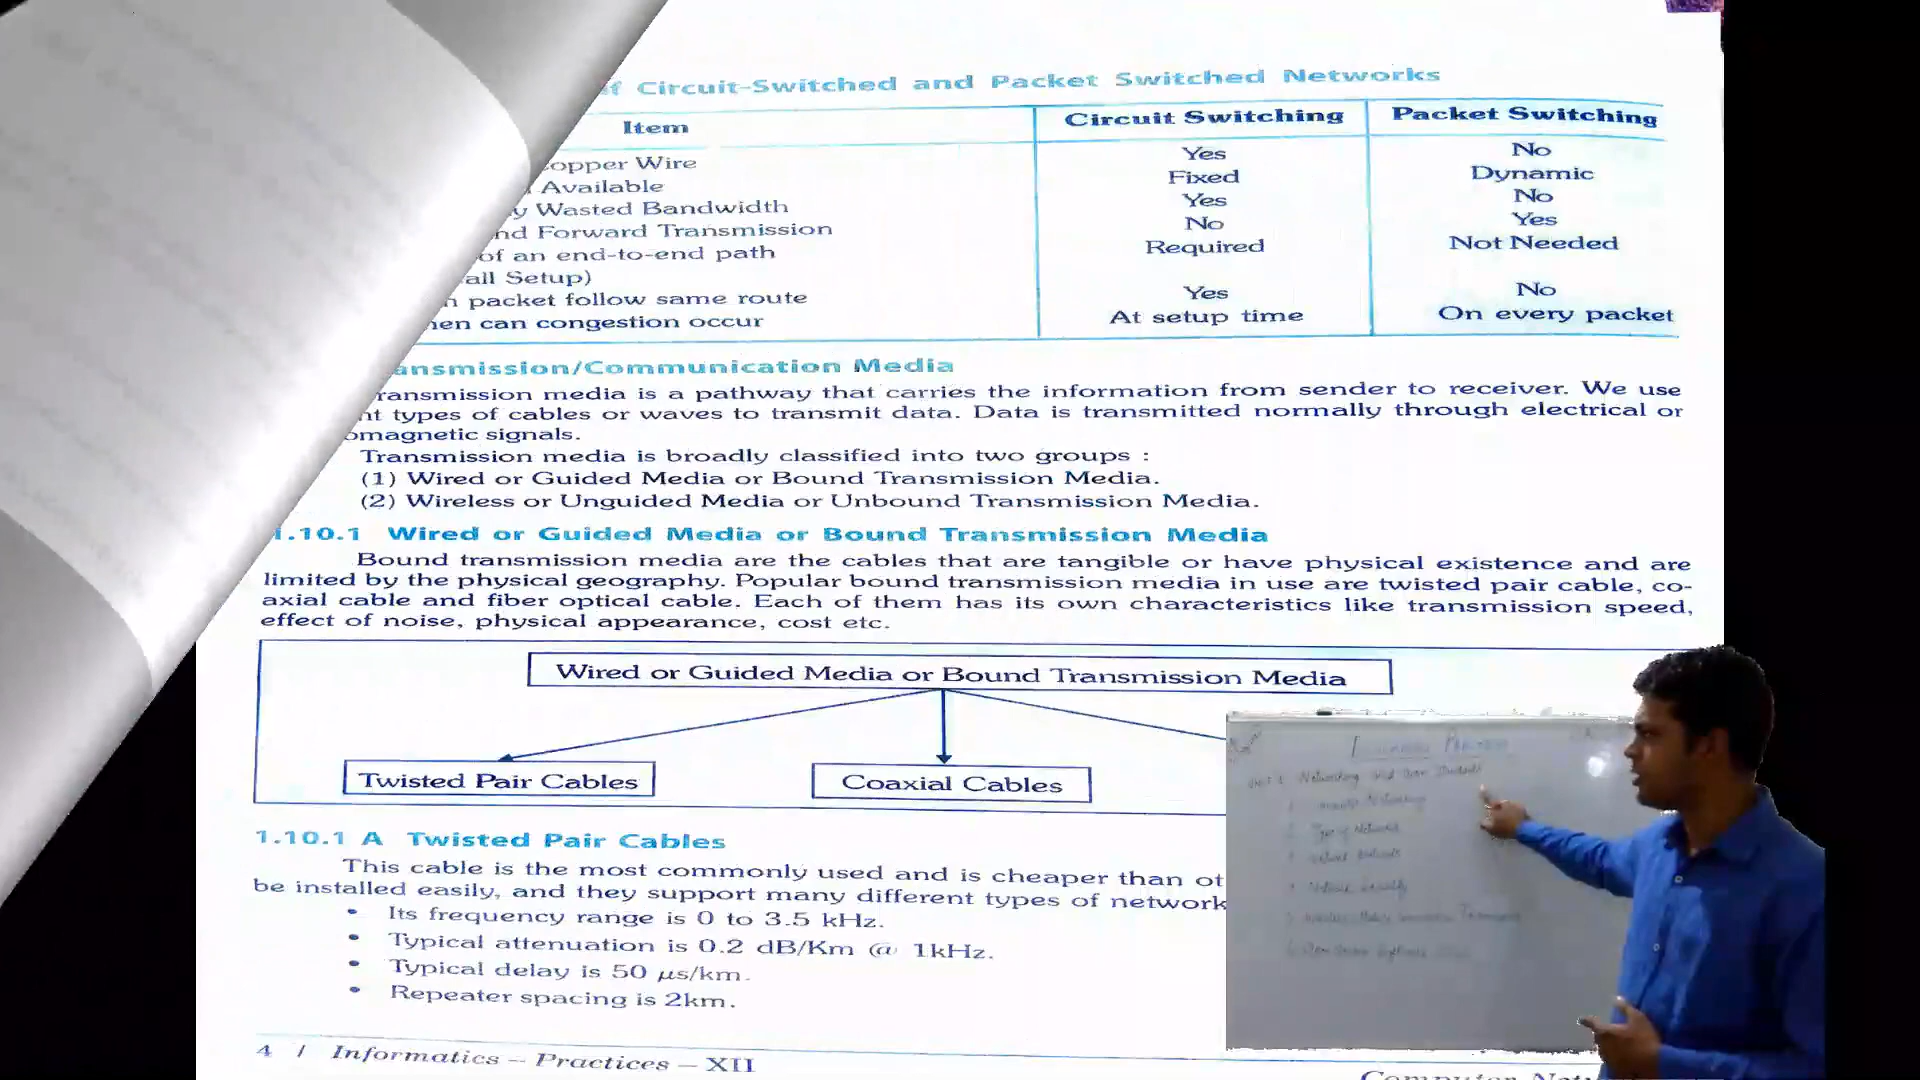 f Circuit-Switched and Packet Switched Networks
Item Circuit Switching Packet Switching
opper Wire Yes No
Available Fixed Dynamic
y Wasted Bandwidth Yes No
nd Forward Transmission No Yes
of an end-to-end path Required Not Needed
all Setup)
packet follow same route Yes No
hen can congestion occur At setup time On every packet
ansmission/Communication Media
ransmission media is a pathway that carries the information from sender to receiver. We use
nt types of cables or waves to transmit data. Data is transmitted normally through electrical or
omagnetic signals.
Transmission media is broadly classified into two groups :
(1) Wired or Guided Media or Bound Transmission Media.
(2) Wireless or Unguided Media or Unbound Transmission Media.
1.10.1 Wired or Guided Media or Bound Transmission Media
Bound transmission media are the cables that are tangible or have physical existence and are
limited by the physical geography. Popular bound transmission media in use are twisted pair cable, co-
axial cable and fiber optical cable. Each of them has its own characteristics like transmission speed,
effect of noise, physical appearance, cost etc.
Wired or Guided Media or Bound Transmission Media
Twisted Pair Cables
Coaxial Cables
1.10.1 A Twisted Pair Cables
This cable is the most commonly used and is cheaper than ot
be installed easily, and they support many different types of network
• Its frequency range is 0 to 3.5 kHz.
• Typical attenuation is 0.2 dB/Km @ 1kHz.
• Typical delay is 50 μs/km.
• Repeater spacing is 2km.
4 / Informatics – Practices – XII
Computer Netw
Networking and Open Standards
Types of Networks
Network Security